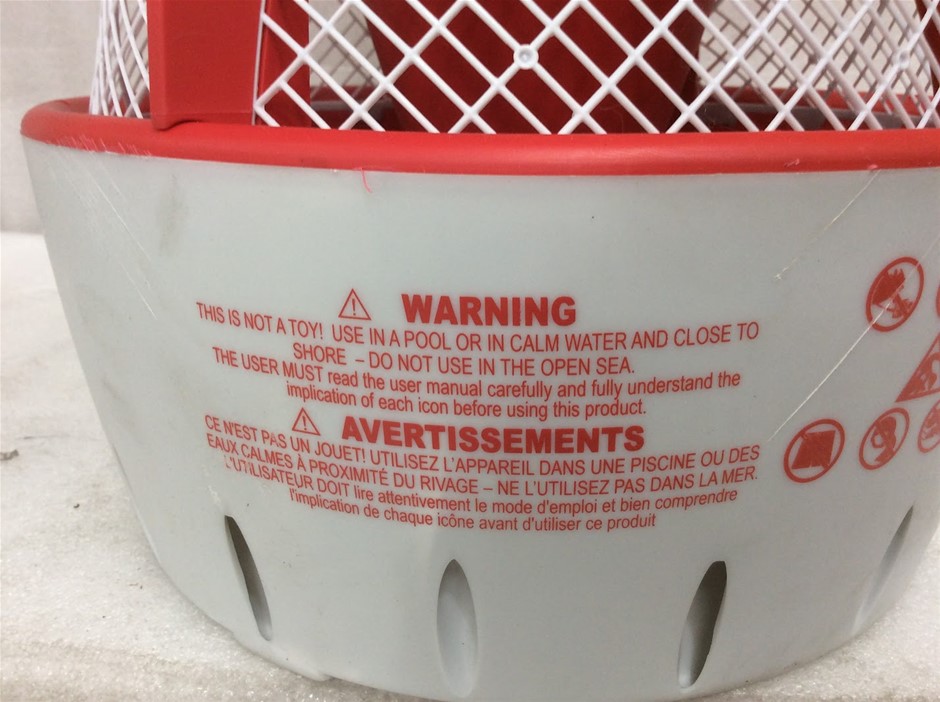 WARNING
THIS IS NOT A TOY! USE IN A POOL OR IN CALM WATER AND CLOSE TO
SHORE – DO NOT USE IN THE OPEN SEA.
THE USER MUST read the user manual carefully and fully understand the
implication of each icon before using this product.
AVERTISSEMENTS
CE N'EST PAS UN JOUET! UTILISEZ L'APPAREIL DANS UNE PISCINE OU DES
EAUX CALMES À PROXIMITÉ DU RIVAGE – NE L'UTILISEZ PAS DANS LA MER.
L'UTILISATEUR DOIT lire attentivement le mode d'emploi et bien comprendre
l'implication de chaque icône avant d'utiliser ce produit